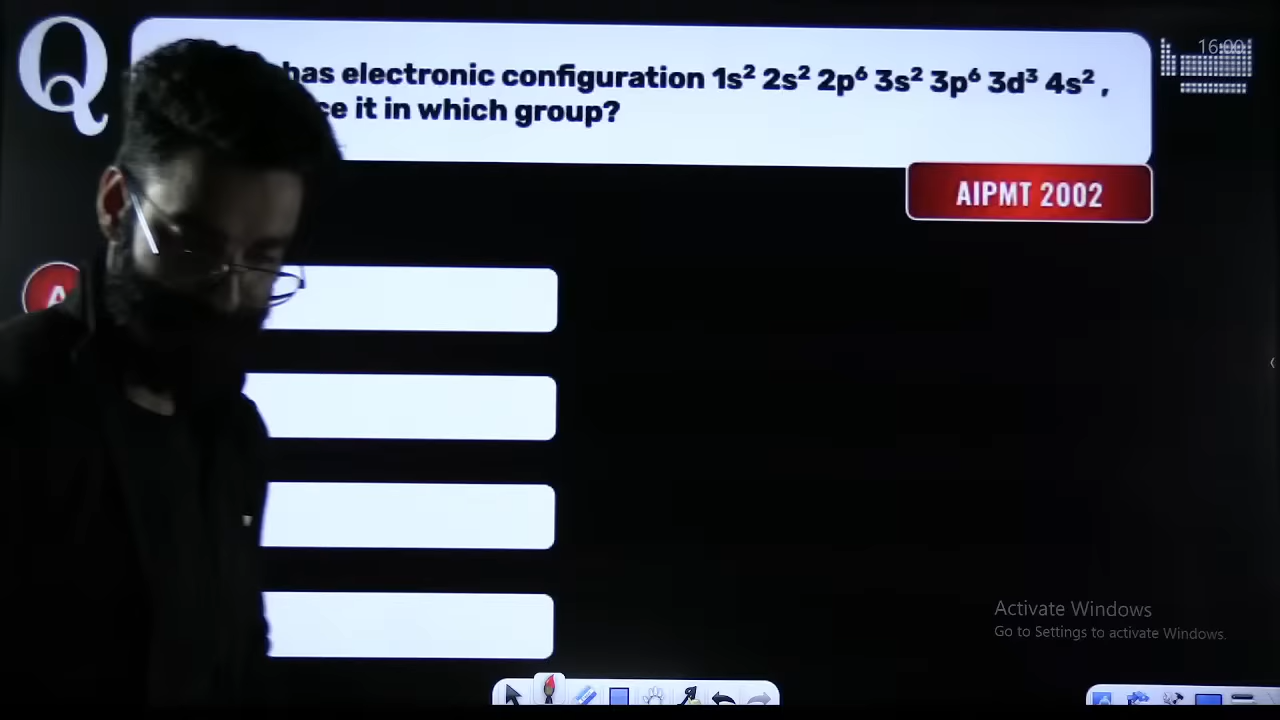 Q
has electronic configuration 1s² 2s² 2p⁶ 3s² 3p⁶ 3d³ 4s² ,
it in which group?
16:00
AIPMT 2002
A
Activate Windows
Go to Settings to activate Windows.